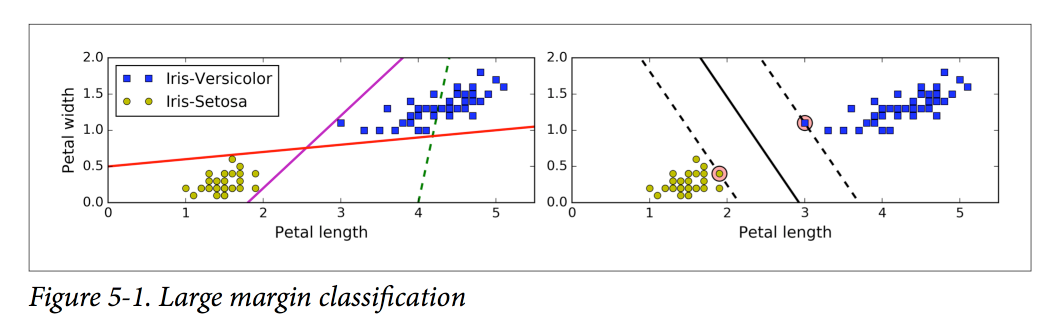 2.0
1.5
1.0
0.5
0.0
Petal width
Iris-Versicolor
Iris-Setosa
0 1 2 3 4 5
Petal length
2.0
1.5
1.0
0.5
0.0
0 1 2 3 4 5
Petal length
Figure 5-1. Large margin classification